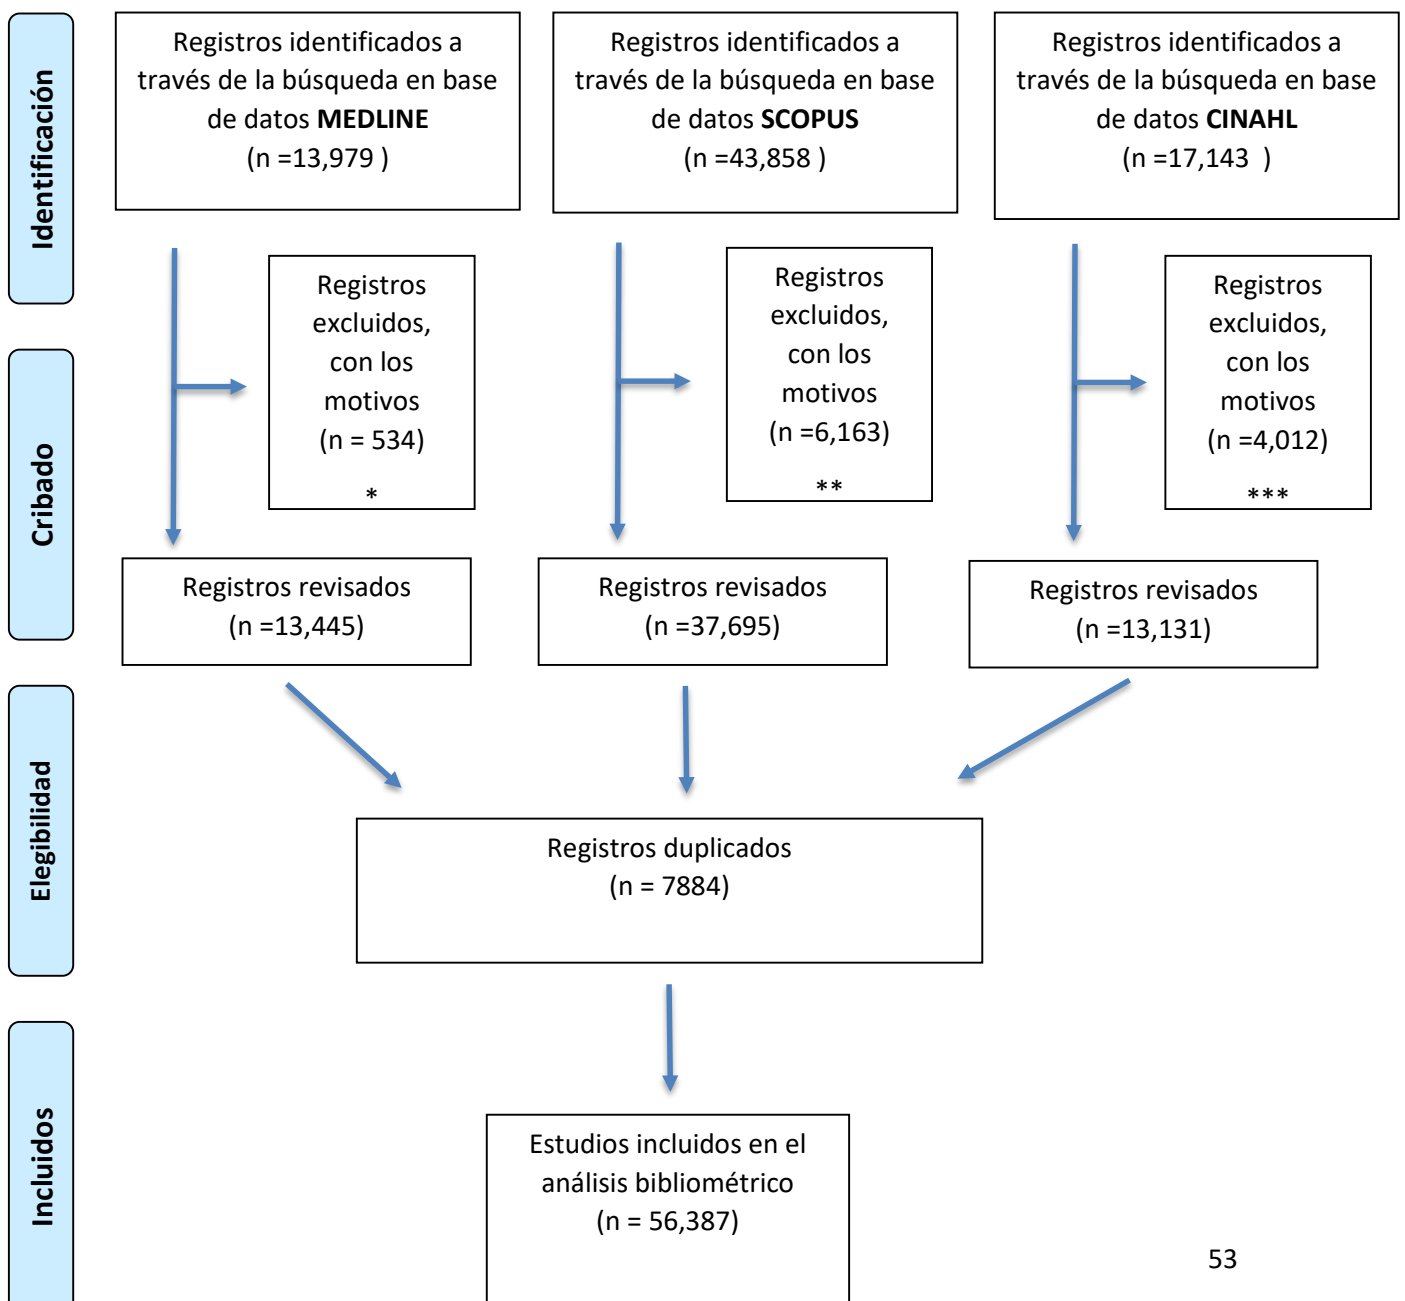 Identificación
Registros identificados a
través de la búsqueda en base
de datos MEDLINE
(n =13,979 )
Registros identificados a
través de la búsqueda en base
de datos SCOPUS
(n =43,858 )
Registros identificados a
través de la búsqueda en base
de datos CINAHL
(n =17,143  )
Cribado
Registros
excluidos,
con los
motivos
(n = 534)
*
Registros
excluidos,
con los
motivos
(n =6,163)
**
Registros
excluidos,
con los
motivos
(n =4,012)
***
Registros revisados
(n =13,445)
Registros revisados
(n =37,695)
Registros revisados
(n =13,131)
Elegibilidad
Registros duplicados
(n = 7884)
Incluidos
Estudios incluidos en el
análisis bibliométrico
(n = 56,387)
53